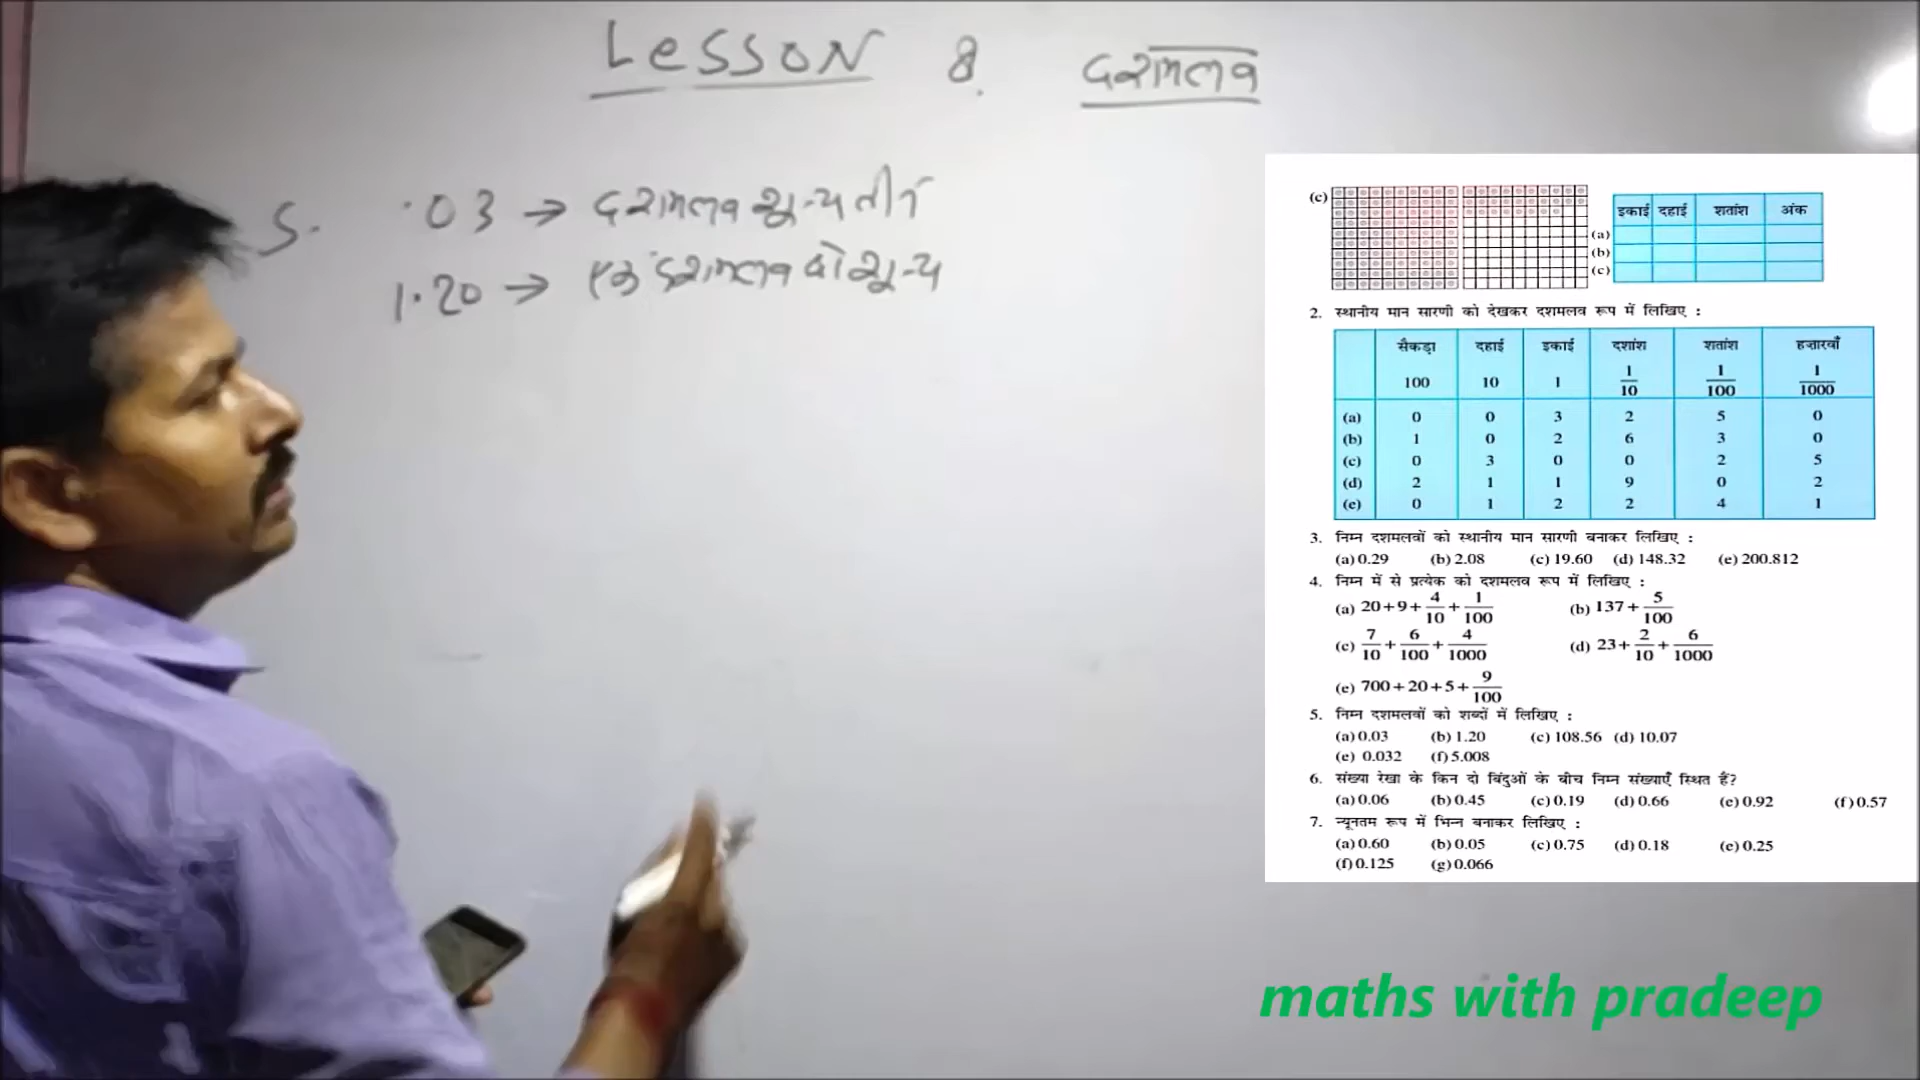 LeSSON 8. दशमलव
5. .03 → दशमलव शून्य तीन
1.20 → एक दशमलव दो शून्य
(c)
इकाई दहाई शतांश अंक
(a)
(b)
(c)
2. स्थानीय मान सारणी को देखकर दशमलव रूप में लिखिए :
सैकड़ा दहाई इकाई दशांश शतांश हज़ारवाँ
100 10 1 1/10 1/100 1/1000
(a) 0 0 3 2 5 0
(b) 1 0 2 6 3 0
(c) 0 3 0 0 2 5
(d) 2 1 1 9 0 2
(e) 0 1 2 2 4 1
3. निम्न दशमलवों को स्थानीय मान सारणी बनाकर लिखिए :
(a) 0.29 (b) 2.08 (c) 19.60 (d) 148.32 (e) 200.812
4. निम्न में से प्रत्येक को दशमलव रूप में लिखिए :
(a) 20+9+4/10+1/100 (b) 137+5/100
(c) 7/10+6/100+4/1000 (d) 23+2/10+6/1000
(e) 700+20+5+9/100
5. निम्न दशमलवों को शब्दों में लिखिए :
(a) 0.03 (b) 1.20 (c) 108.56 (d) 10.07
(e) 0.032 (f) 5.008
6. संख्या रेखा के किन दो बिंदुओं के बीच निम्न संख्याएँ स्थित हैं?
(a) 0.06 (b) 0.45 (c) 0.19 (d) 0.66 (e) 0.92 (f) 0.57
7. न्यूनतम रूप में भिन्न बनाकर लिखिए :
(a) 0.60 (b) 0.05 (c) 0.75 (d) 0.18 (e) 0.25
(f) 0.125 (g) 0.066
maths with pradeep